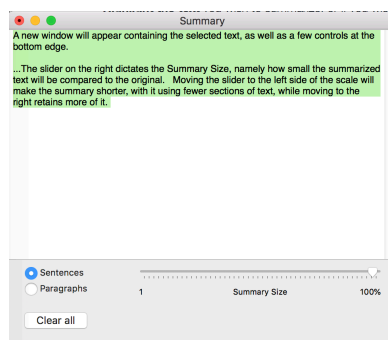 Summary
A new window will appear containing the selected text, as well as a few controls at the
bottom edge.
...The slider on the right dictates the Summary Size, namely how small the summarized
text will be compared to the original.   Moving the slider to the left side of the scale will
make the summary shorter, with it using fewer sections of text, while moving to the
right retains more of it.
Sentences
Paragraphs
1 Summary Size 100%
Clear all